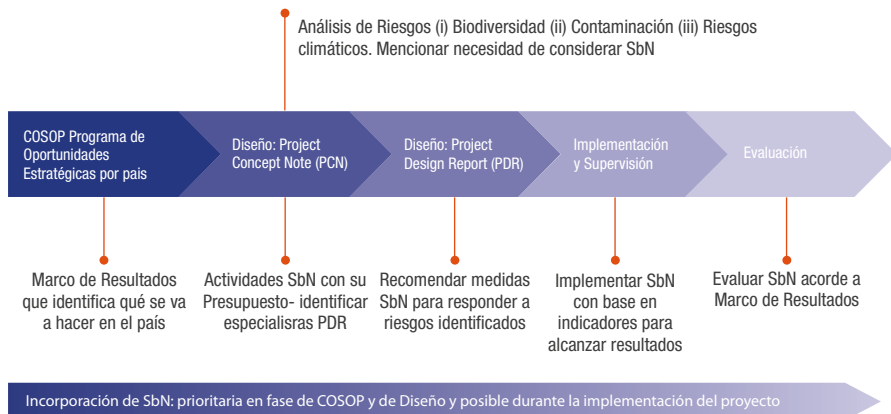 Análisis de Riesgos (i) Biodiversidad (ii) Contaminación (iii) Riesgos
climáticos. Mencionar necesidad de considerar SbN
COSOP Programa de
Oportunidades
Estratégicas por pais
Diseño: Project
Concept Note (PCN)
Diseño: Project
Design Report (PDR)
Implementación
y Supervisión
Evaluación
Marco de Resultados
que identifica qué se va
a hacer en el país
Actividades SbN con su
Presupuesto- identificar
especialisras PDR
Recomendar medidas
SbN para responder a
riesgos identificados
Implementar SbN
con base en
indicadores para
alcanzar resultados
Evaluar SbN acorde a
Marco de Resultados
Incorporación de SbN: prioritaria en fase de COSOP y de Diseño y posible durante la implementación del proyecto